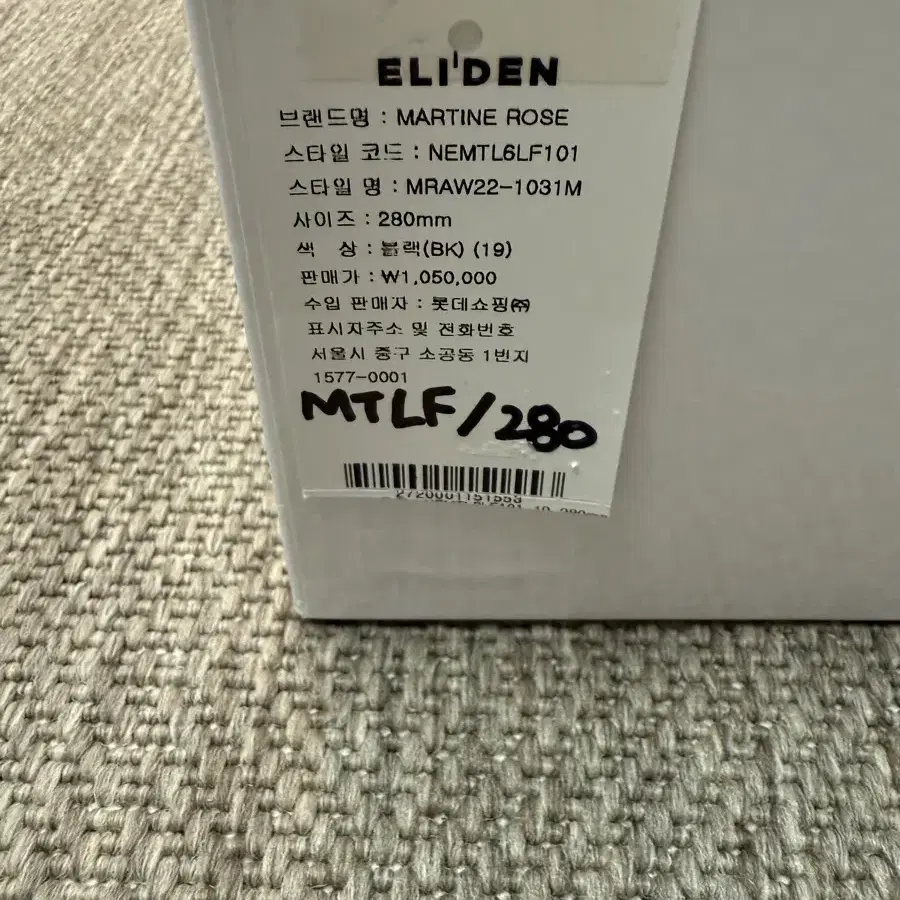 ELI'DEN
브랜드명 : MARTINE ROSE
스타일 코드 : NEMTL6LF101
스타일 명 : MRAW22-1031M
사이즈 : 280mm
색 상 : 블랙(BK) (19)
판매가 : ₩1,050,000
수입 판매자 : 롯데쇼핑㈜
표시자주소 및 전화번호
서울시 중구 소공동 1번지
1577-0001
MTLF/280
2720001151553